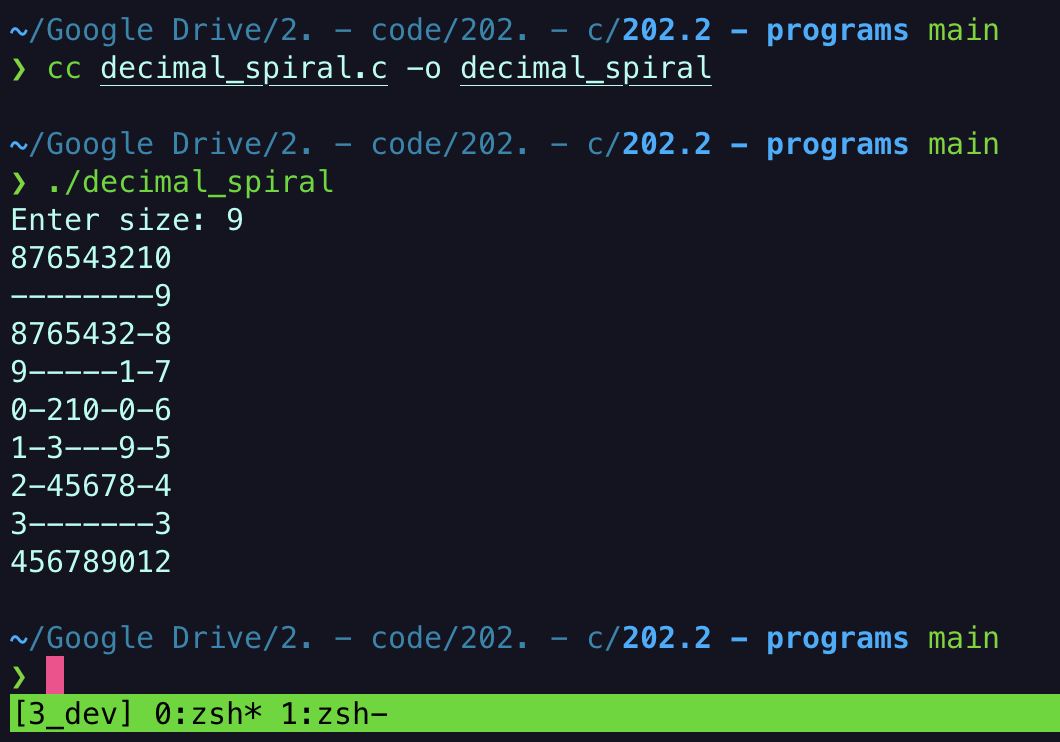 ~/Google Drive/2. - code/202. - c/202.2 - programs main
❯ cc decimal_spiral.c -o decimal_spiral
~/Google Drive/2. - code/202. - c/202.2 - programs main
❯ ./decimal_spiral
Enter size: 9
876543210
--------9
8765432-8
9-----1-7
0-210-0-6
1-3---9-5
2-45678-4
3-------3
456789012
~/Google Drive/2. - code/202. - c/202.2 - programs main
❯
[3_dev] 0:zsh* 1:zsh-